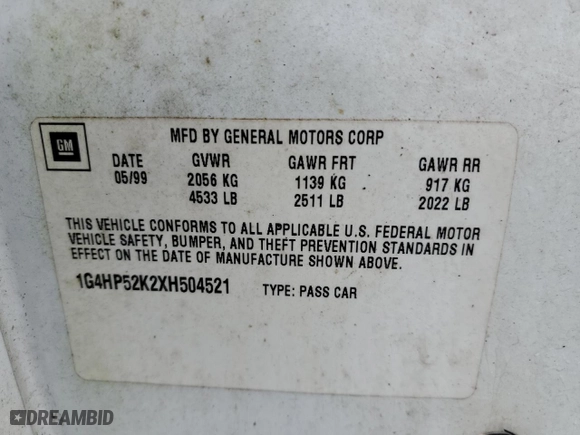 GM
MFD BY GENERAL MOTORS CORP
DATE GVWR GAWR FRT GAWR RR
05/99 2056 KG 1139 KG 917 KG
4533 LB 2511 LB 2022 LB
THIS VEHICLE CONFORMS TO ALL APPLICABLE U.S. FEDERAL MOTOR
VEHICLE SAFETY, BUMPER, AND THEFT PREVENTION STANDARDS IN
EFFECT ON THE DATE OF MANUFACTURE SHOWN ABOVE.
1G4HP52K2XH504521 TYPE: PASS CAR
DREAMBID